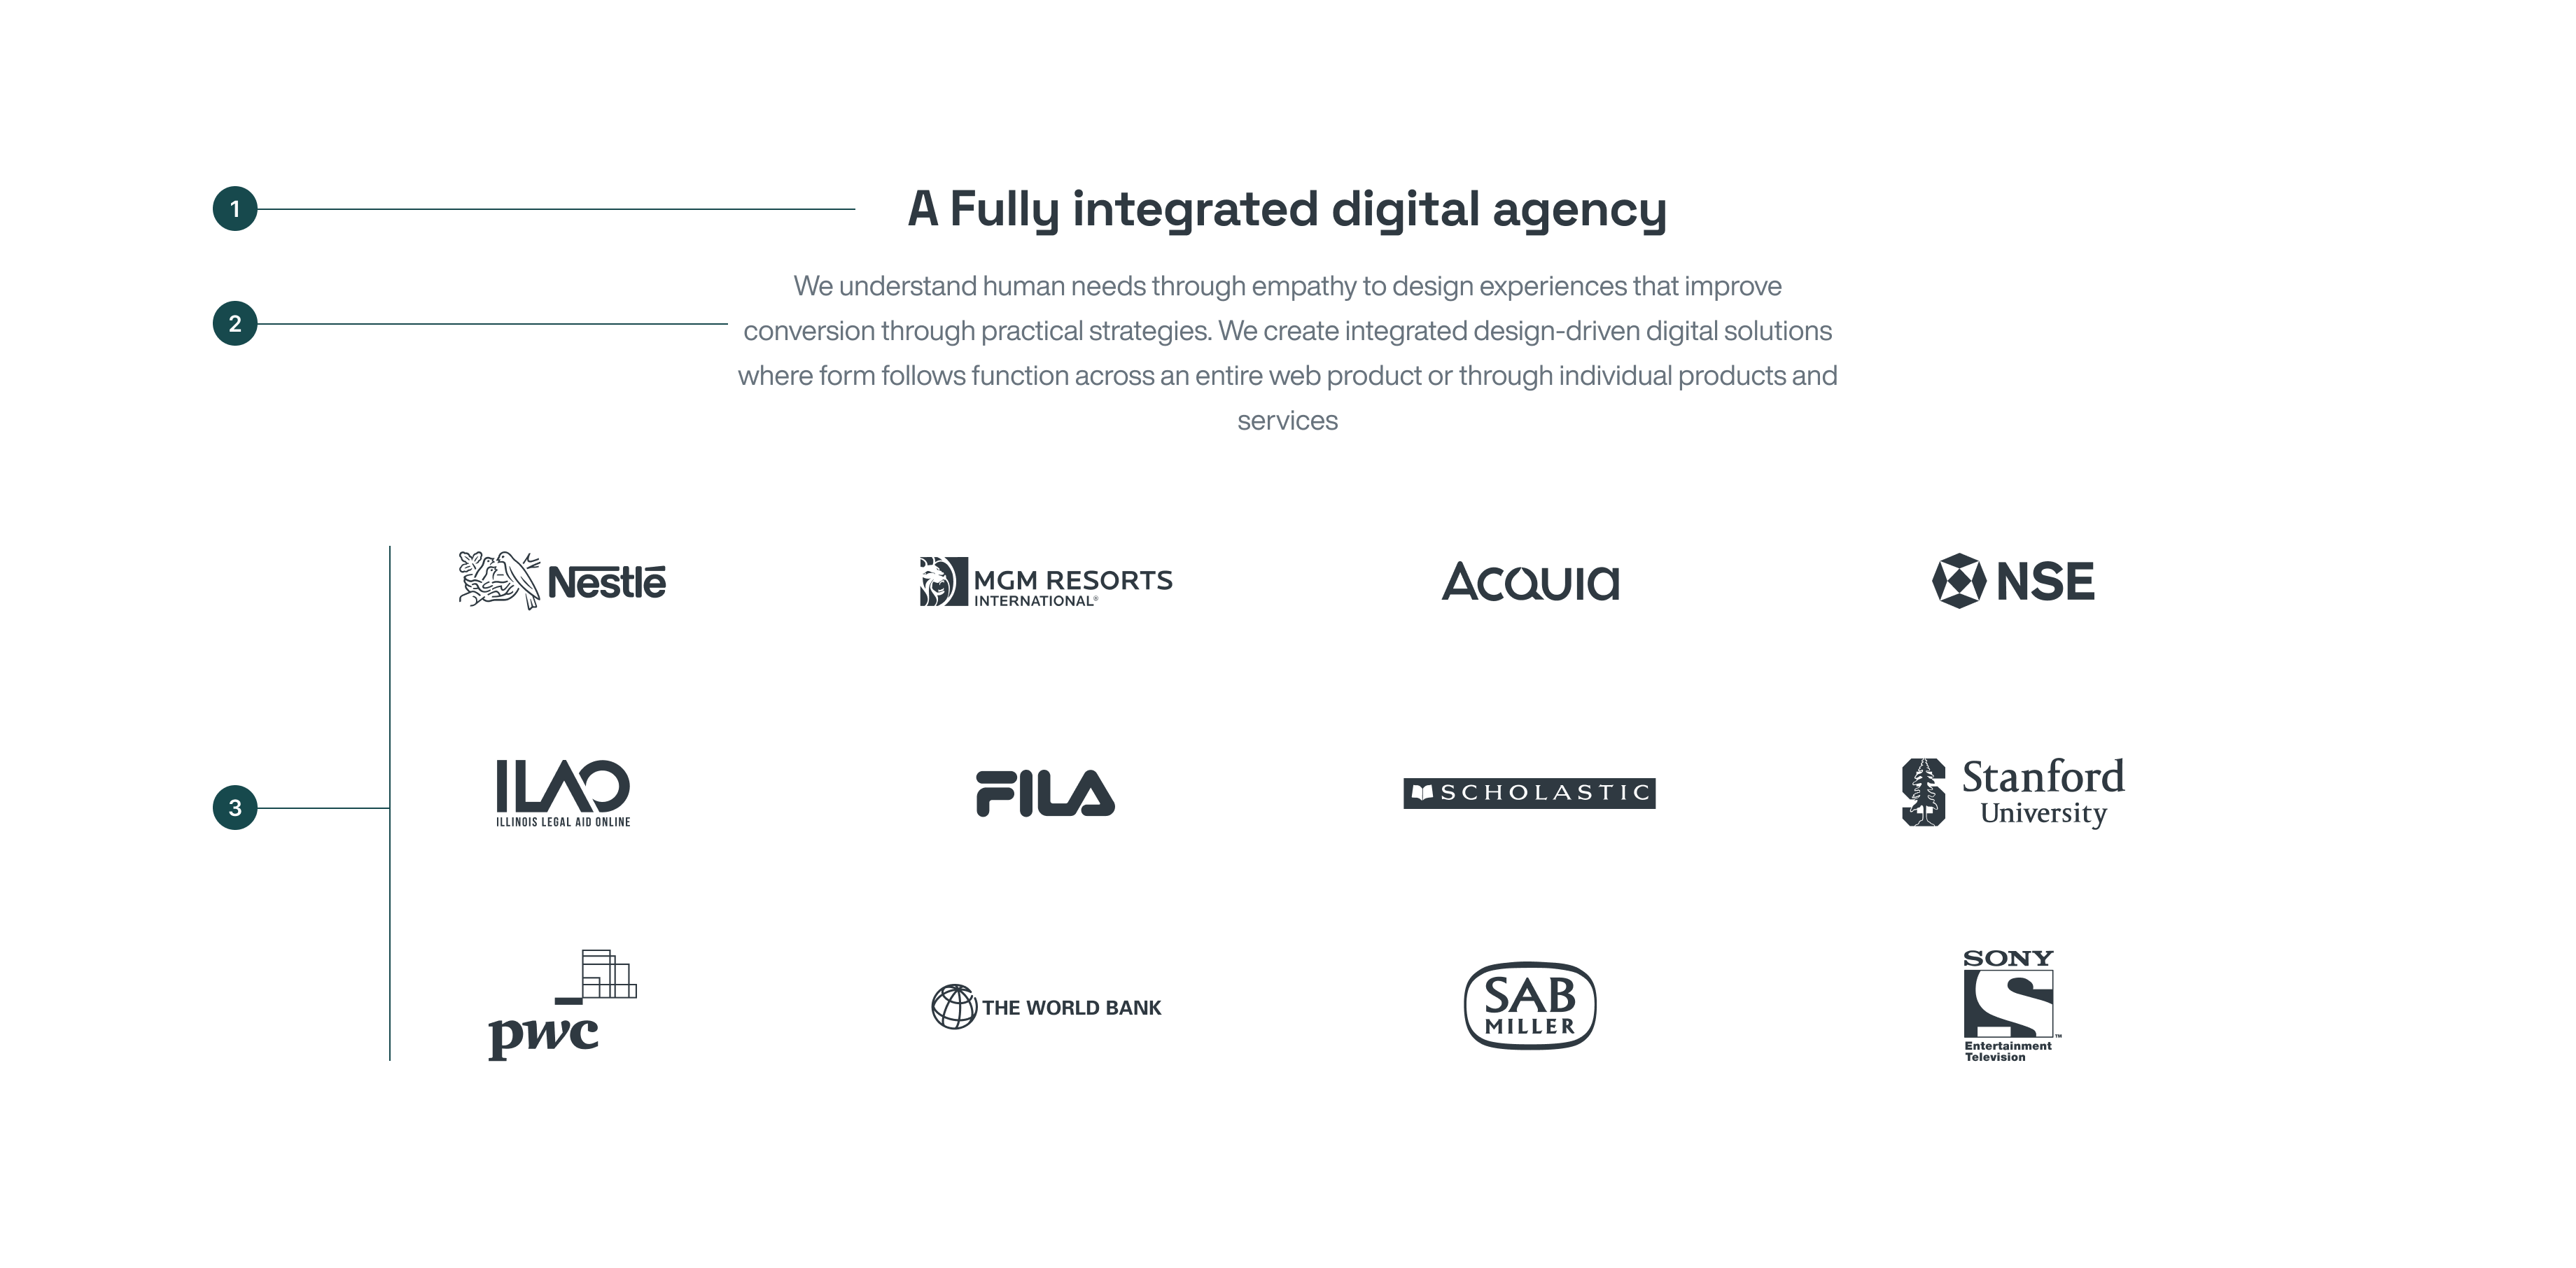 1
A Fully integrated digital agency
2
We understand human needs through empathy to design experiences that improve
conversion through practical strategies. We create integrated design-driven digital solutions
where form follows function across an entire web product or through individual products and
services
3
Nestlé
MGM RESORTS
INTERNATIONAL®
ACQUIA
NSE
ILAO
ILLINOIS LEGAL AID ONLINE
FILA
SCHOLASTIC
Stanford
University
pwc
THE WORLD BANK
SAB
MILLER
SONY
S
™
Entertainment
Television